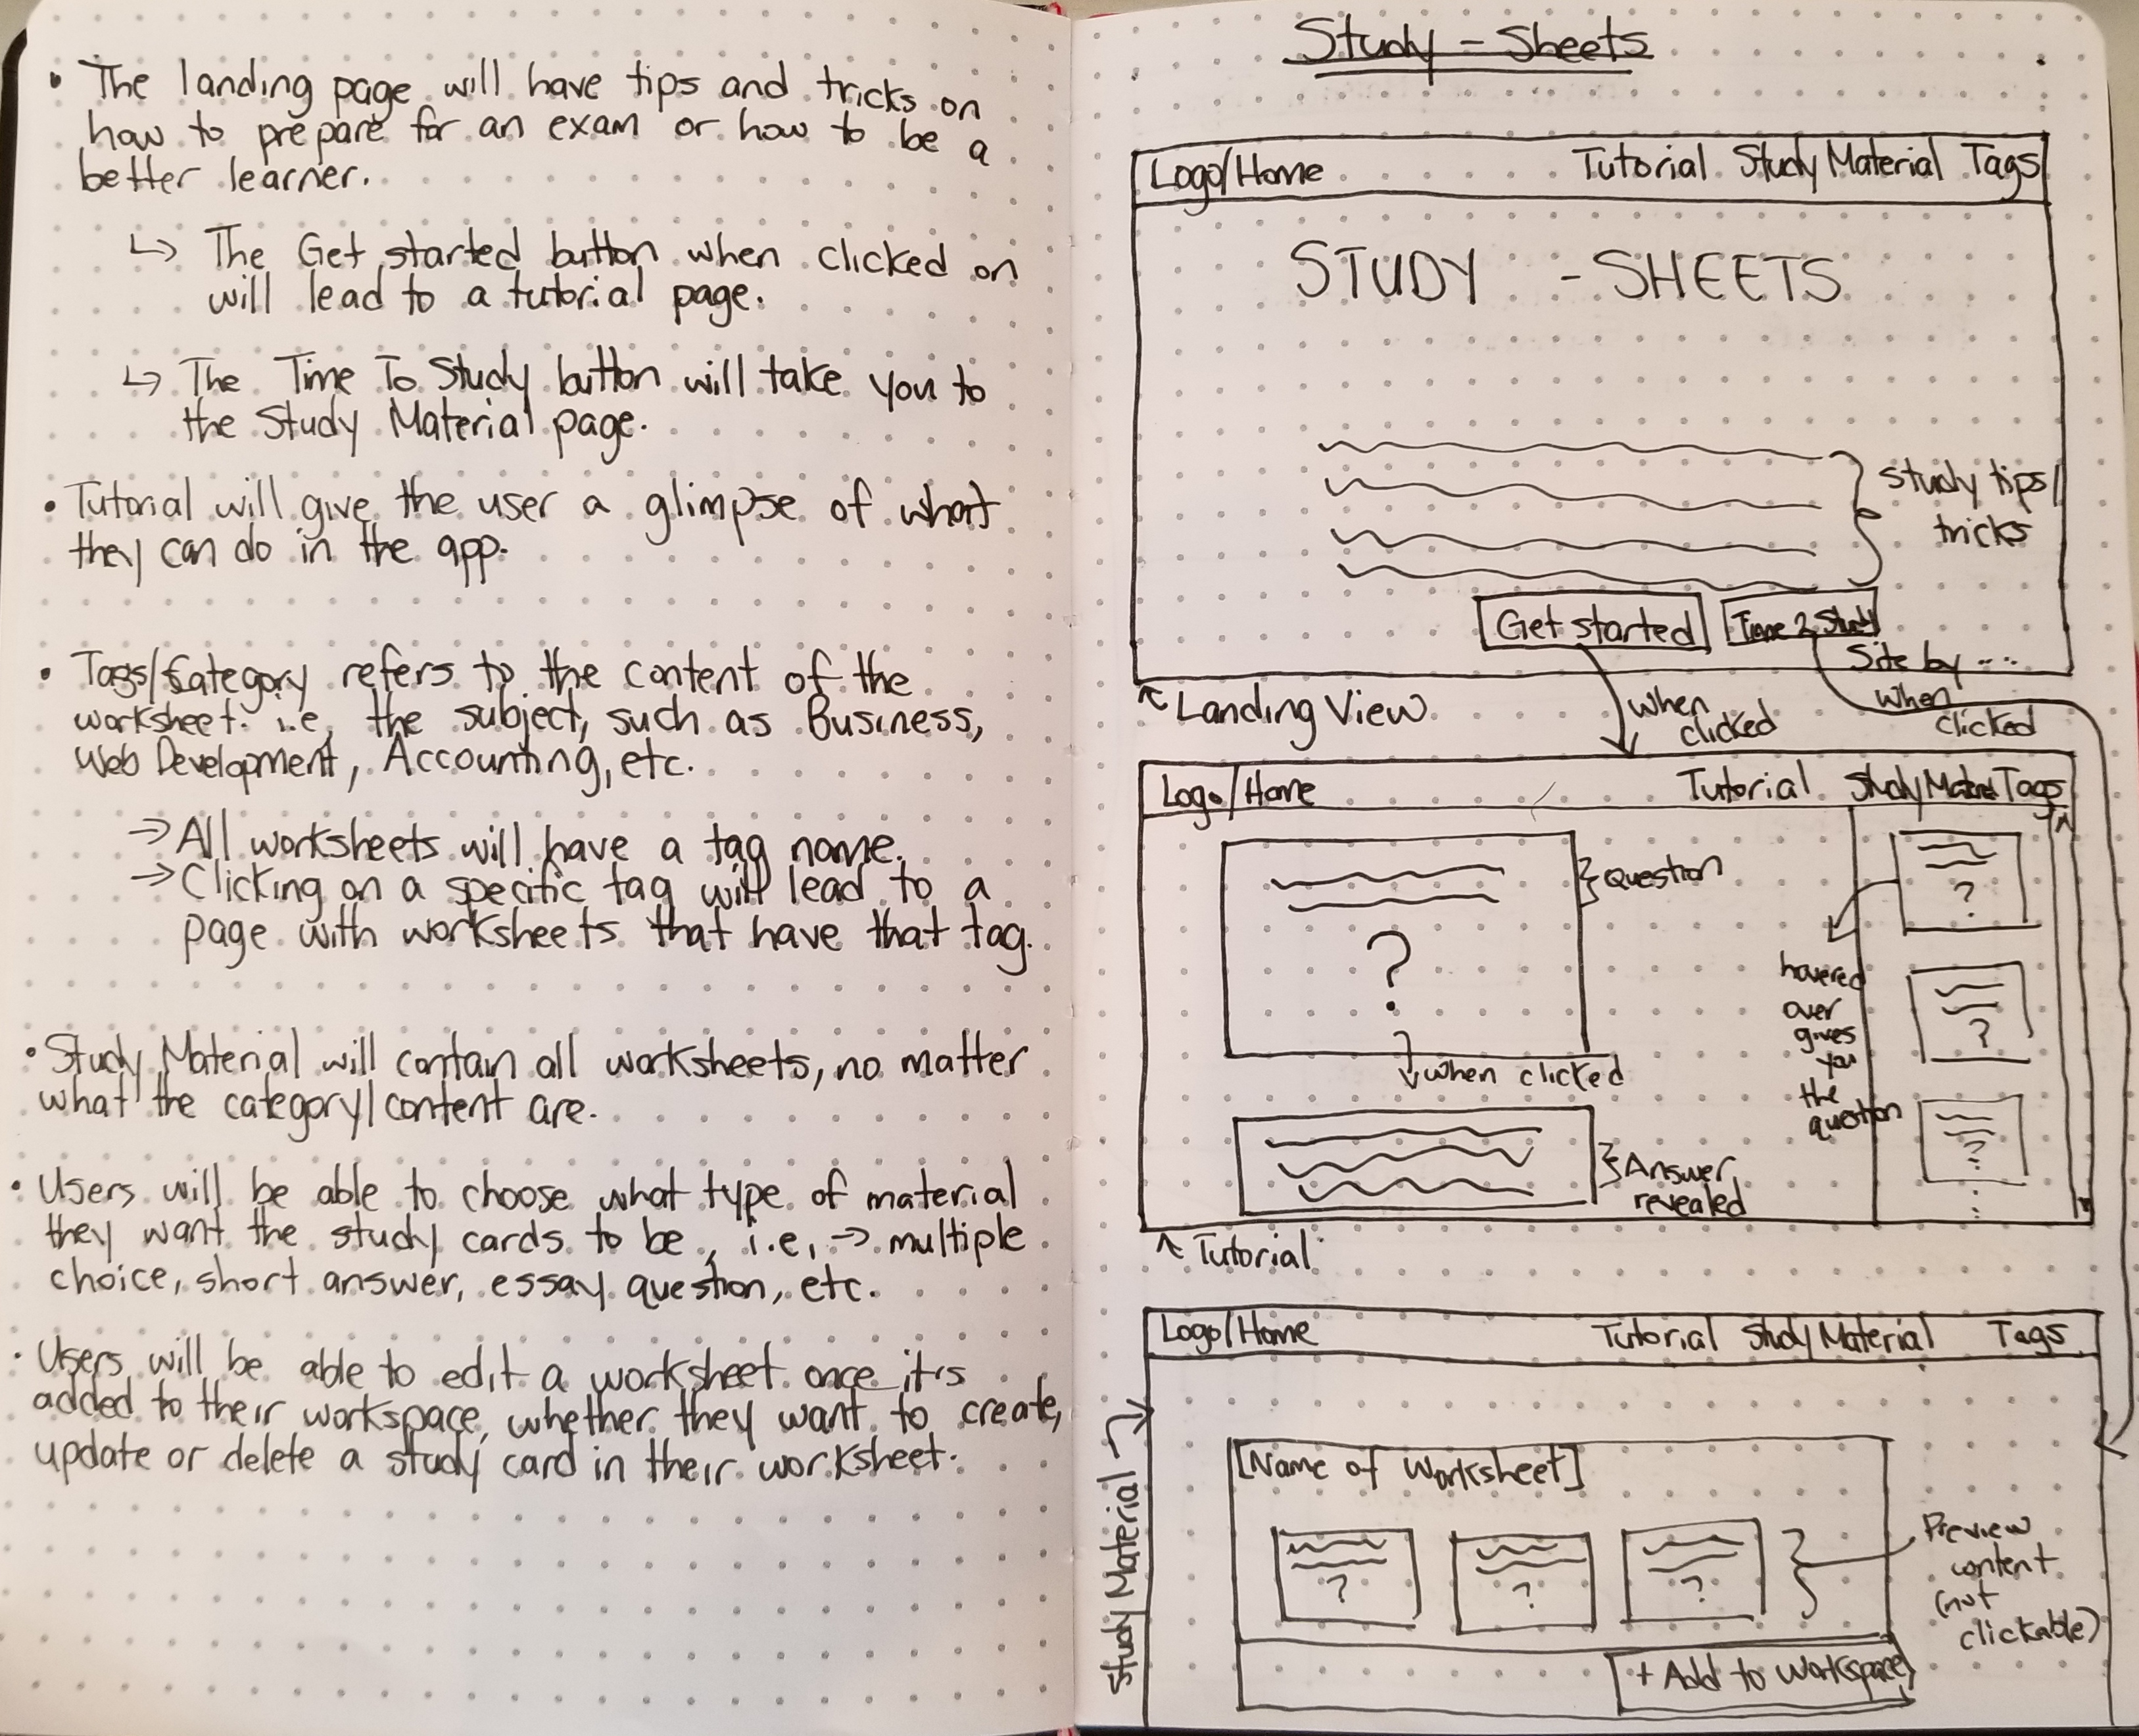 • The landing page will have tips and tricks on
how to prepare for an exam or how to be a
better learner.
↳ The Get started button when clicked on
will lead to a tutorial page.
↳ The Time To Study button will take you to
the Study Material page.
• Tutorial will give the user a glimpse of what
they can do in the app.
• Tags/Category refers to the content of the
worksheet. i.e, the subject, such as Business,
Web Development, Accounting, etc.
→ All worksheets will have a tag name.
→ Clicking on a specific tag will lead to a
page with worksheets that have that tag.
• Study Material will contain all worksheets, no matter
what the category/content are.
• Users will be able to choose what type of material
they want the study cards to be, i.e, → multiple
choice, short answer, essay question, etc.
• Users will be able to edit a worksheet once it's
added to their workspace, whether they want to create,
update or delete a study card in their worksheet.
Study - Sheets
Logo/Home Tutorial Study Material Tags
STUDY - SHEETS
study tips/
tricks
Get started Time 2 Study
Site by ...
↖ Landing View
when
clicked
when
clicked
Logo/Home Tutorial Study Material Tags
} Question
?
when clicked
} Answer
revealed
?
hovered
over
gives
you
the
question
?
?
↖ Tutorial
Logo/Home Tutorial Study Material Tags
Study Material
[Name of Worksheet]
? ? ?
Preview
content
(not
clickable)
+ Add to workspace